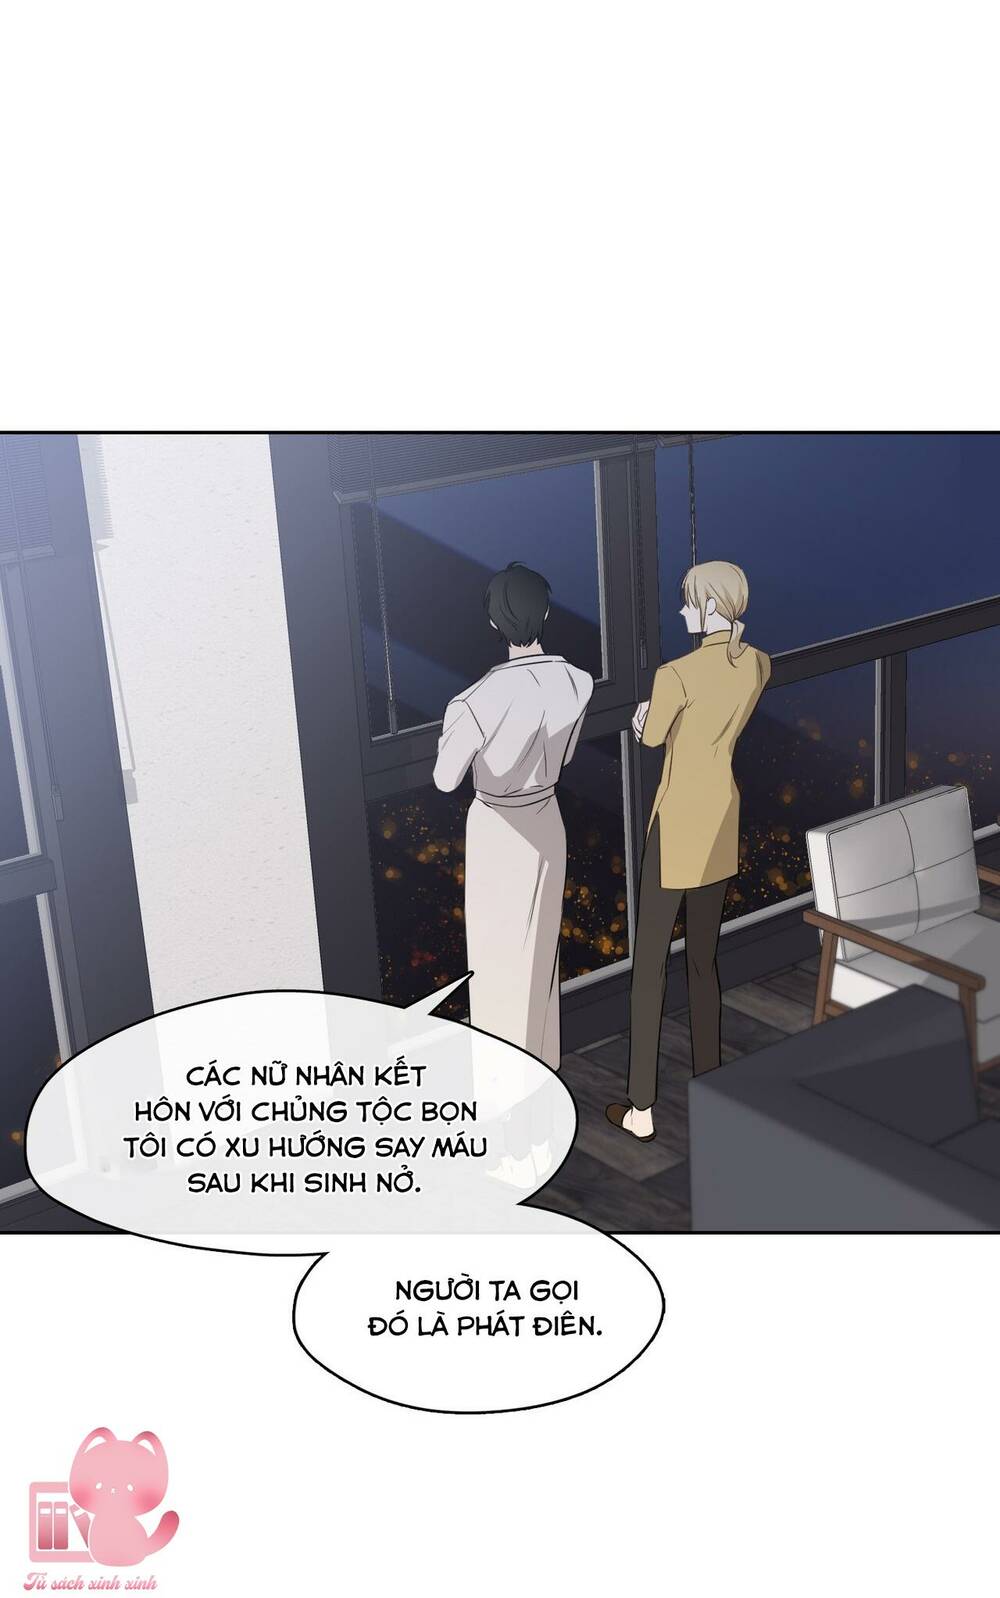 CÁC NỮ NHÂN KẾT
HÔN VỚI CHỦNG TỘC BỌN
TÔI CÓ XU HƯỚNG SAY MÁU
SAU KHI SINH NỞ.
NGƯỜI TA GỌI
ĐÓ LÀ PHÁT ĐIÊN.
Tủ sách xinh xinh